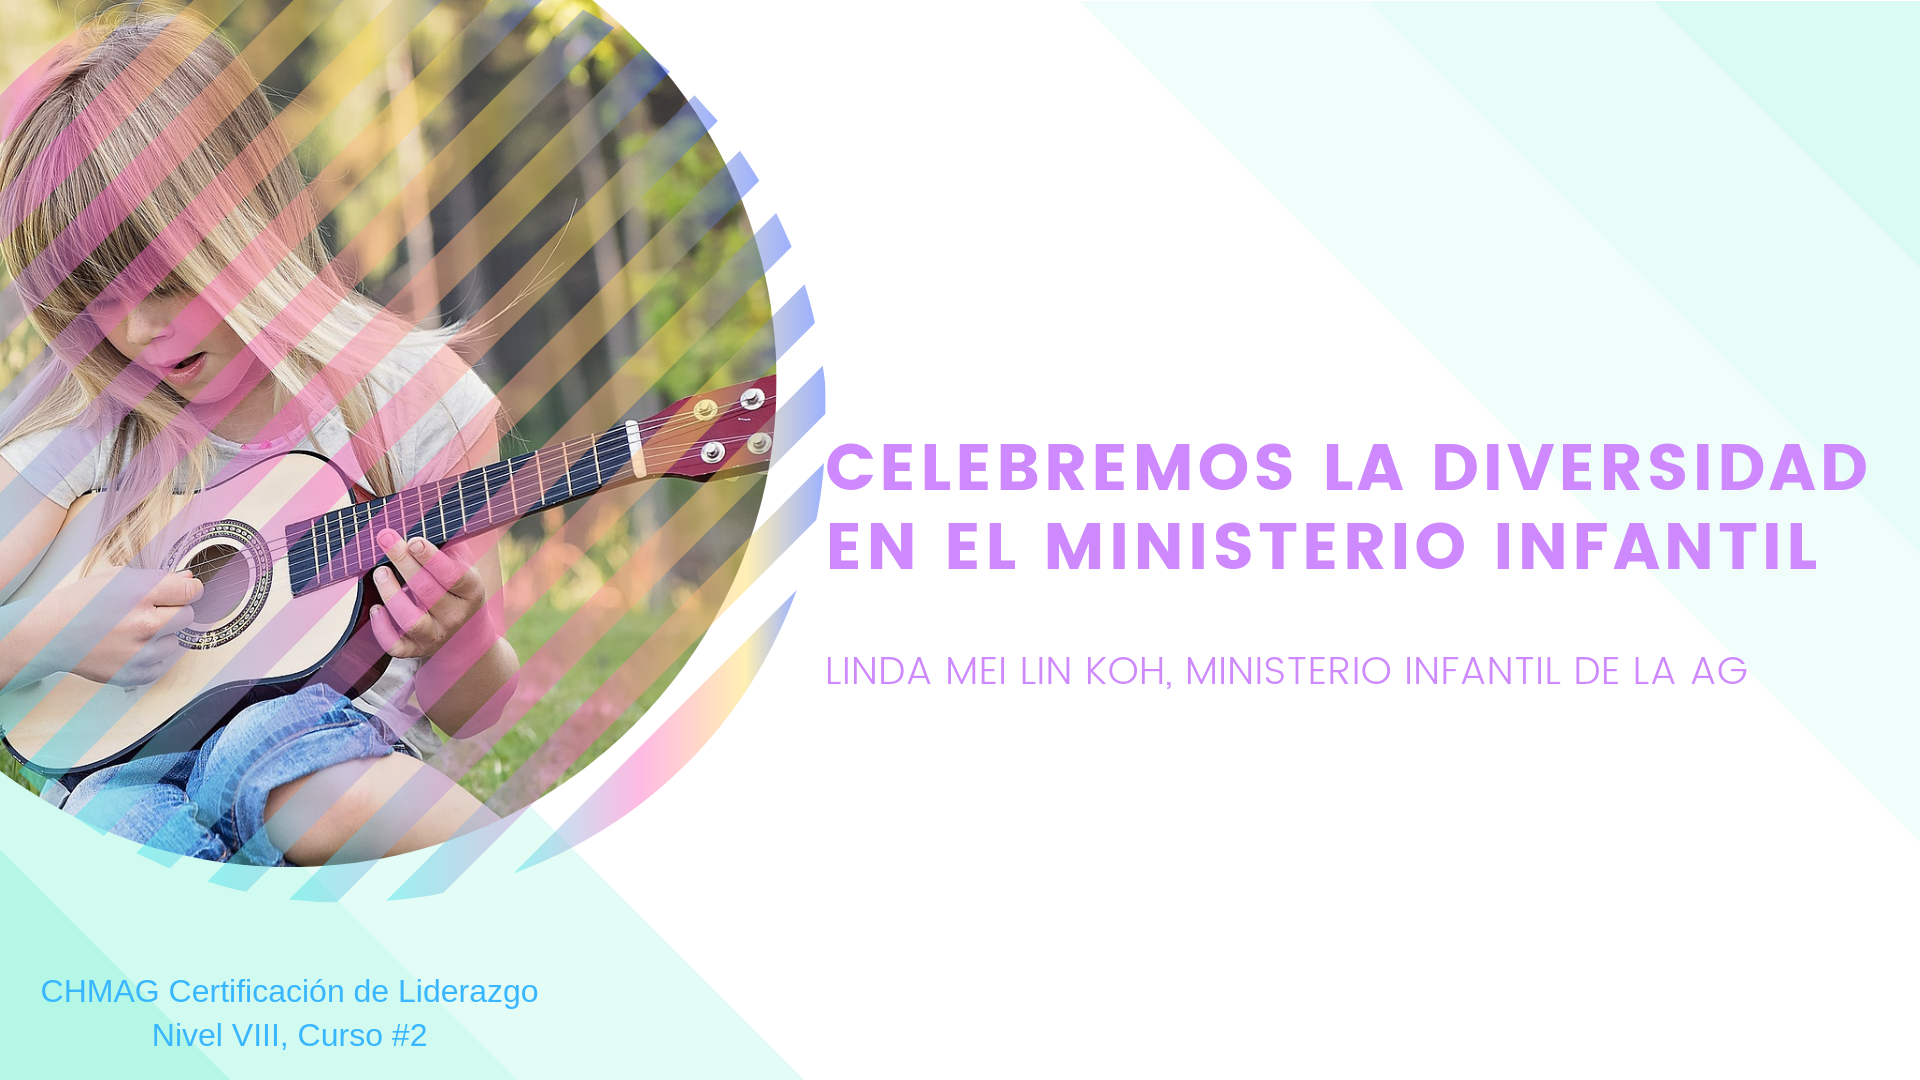 CELEBREMOS LA DIVERSIDAD
EN EL MINISTERIO INFANTIL
LINDA MEI LIN KOH, MINISTERIO INFANTIL DE LA AG
CHMAG Certificación de Liderazgo
Nivel VIII, Curso #2